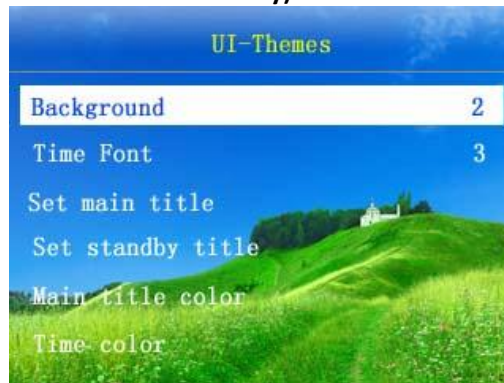 UI-Themes
Background 2
Time Font 3
Set main title
Set standby title
Main title color
Time color